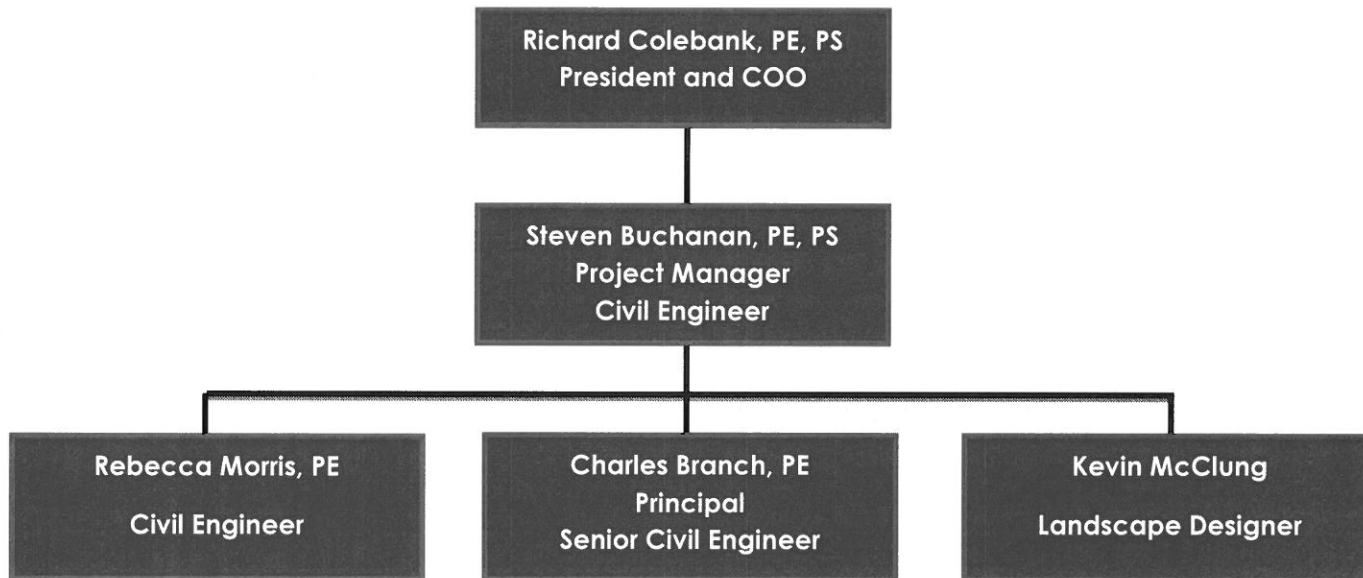 Richard Colebank, PE, PS
President and COO
Steven Buchanan, PE, PS
Project Manager
Civil Engineer
Rebecca Morris, PE
Civil Engineer
Charles Branch, PE
Principal
Senior Civil Engineer
Kevin McClung
Landscape Designer